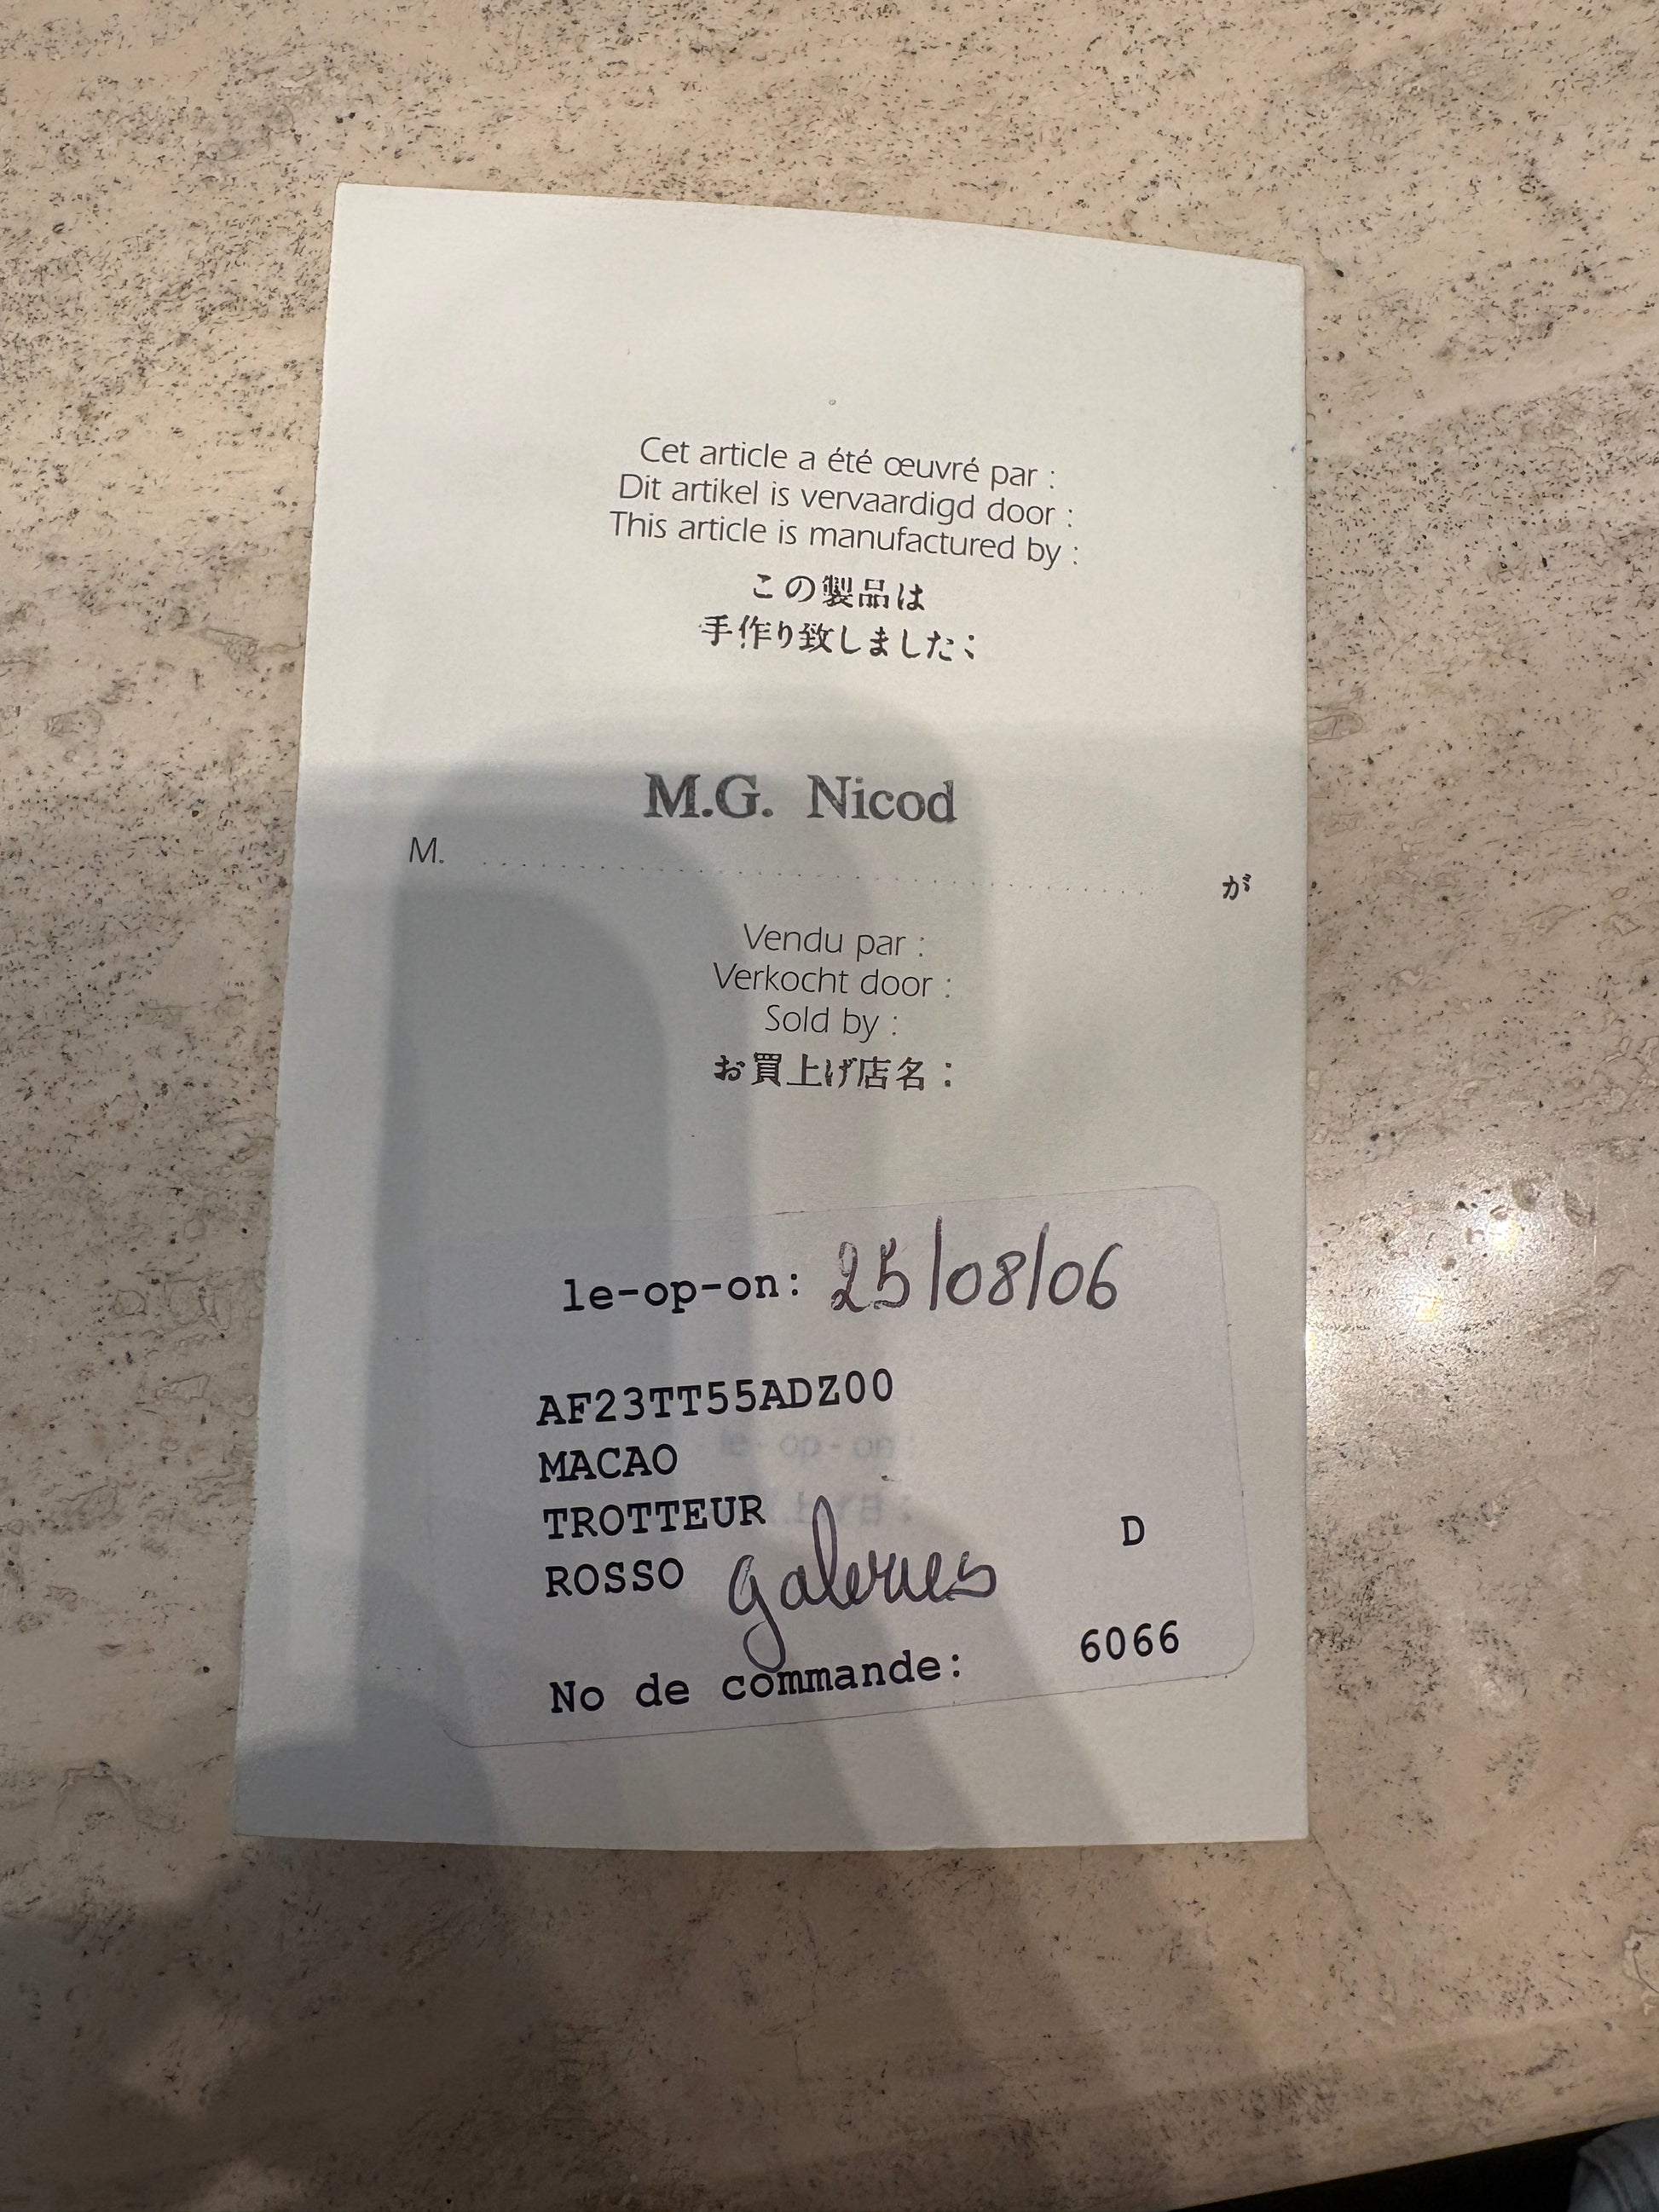 Cet article a été œuvré par :
Dit artikel is vervaardigd door :
This article is manufactured by :
この製品は
手作り致しました:
M.G. Nicod
M. が
Vendu par :
Verkocht door :
Sold by :
お買上げ店名:
le-op-on: 25/08/06
AF23TT55ADZ00
MACAO
TROTTEUR
ROSSO galeries D
No de commande: 6066